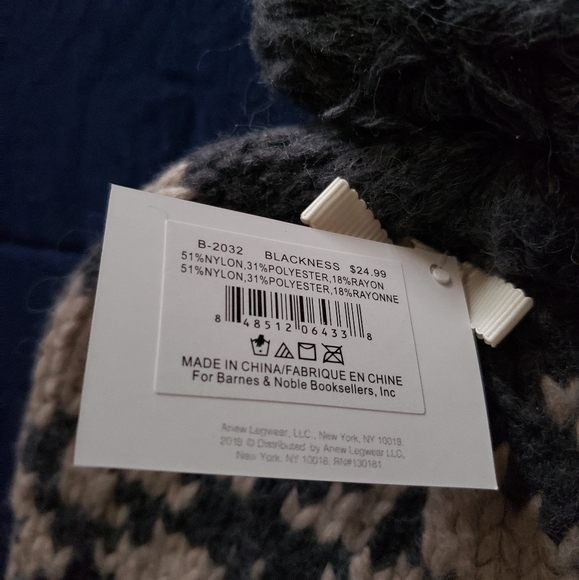 B-2032 BLACKNESS $24.99
51%NYLON,31%POLYESTER,18%RAYON
51%NYLON,31%POLYESTER,18%RAYONNE
8 48512 06433 8
MADE IN CHINA/FABRIQUE EN CHINE
For Barnes & Noble Booksellers, Inc
Anew Legwear, LLC , New York, NY 10018.
2019 © Distributed by Anew Legwear LLC,
New York, NY 10018. RN#130181.